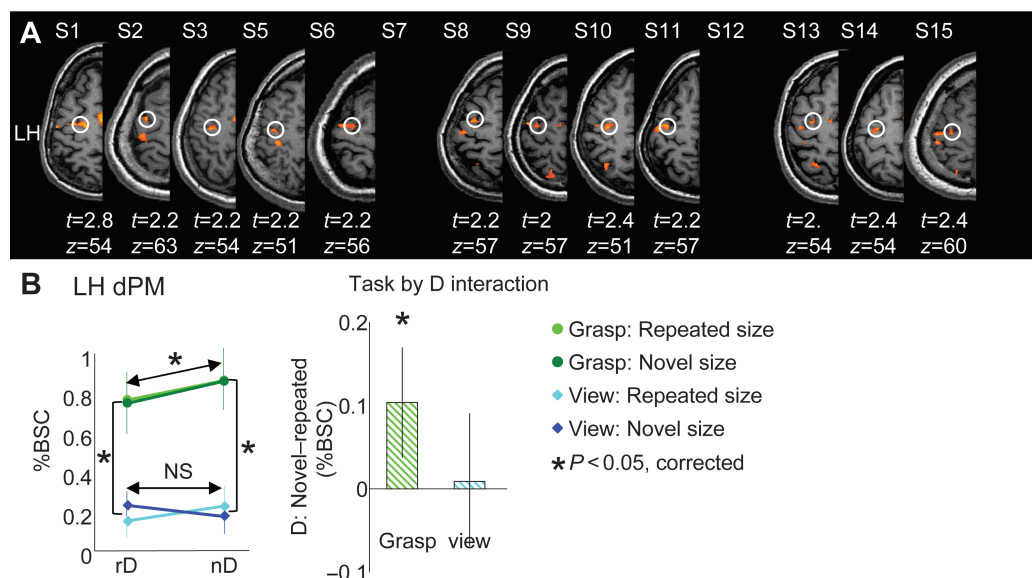 A S1 S2 S3 S5 S6 S7 S8 S9 S10 S11 S12 S13 S14 S15
LH
t=2.8 t=2.2 t=2.2 t=2.2 t=2.2 t=2.2 t=2 t=2.4 t=2.2 t=2. t=2.4 t=2.4
z=54 z=63 z=54 z=51 z=56 z=57 z=57 z=51 z=57 z=54 z=54 z=60
B LH dPM
Task by D interaction
%BSC
1
0.8
0.6
0.4
0.2
0
*
*
*
NS
rD nD
D: Novel–repeated
(%BSC)
0.2
0.1
0
–0.1
*
Grasp view
Grasp: Repeated size
Grasp: Novel size
View: Repeated size
View: Novel size
* P<0.05, corrected